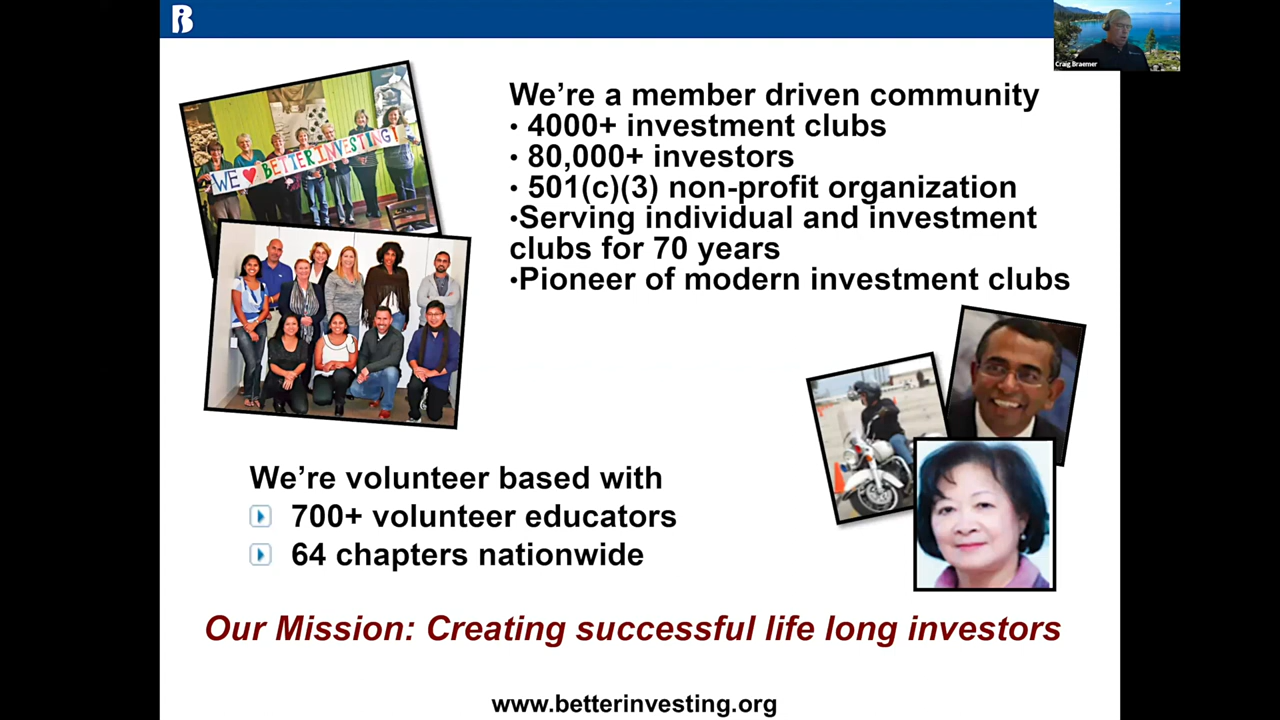 Craig Braemer
We're a member driven community
• 4000+ investment clubs
• 80,000+ investors
• 501(c)(3) non-profit organization
•Serving individual and investment
clubs for 70 years
•Pioneer of modern investment clubs
WE ♥ BETTERINVESTING!
We're volunteer based with
700+ volunteer educators
64 chapters nationwide
Our Mission: Creating successful life long investors
www.betterinvesting.org